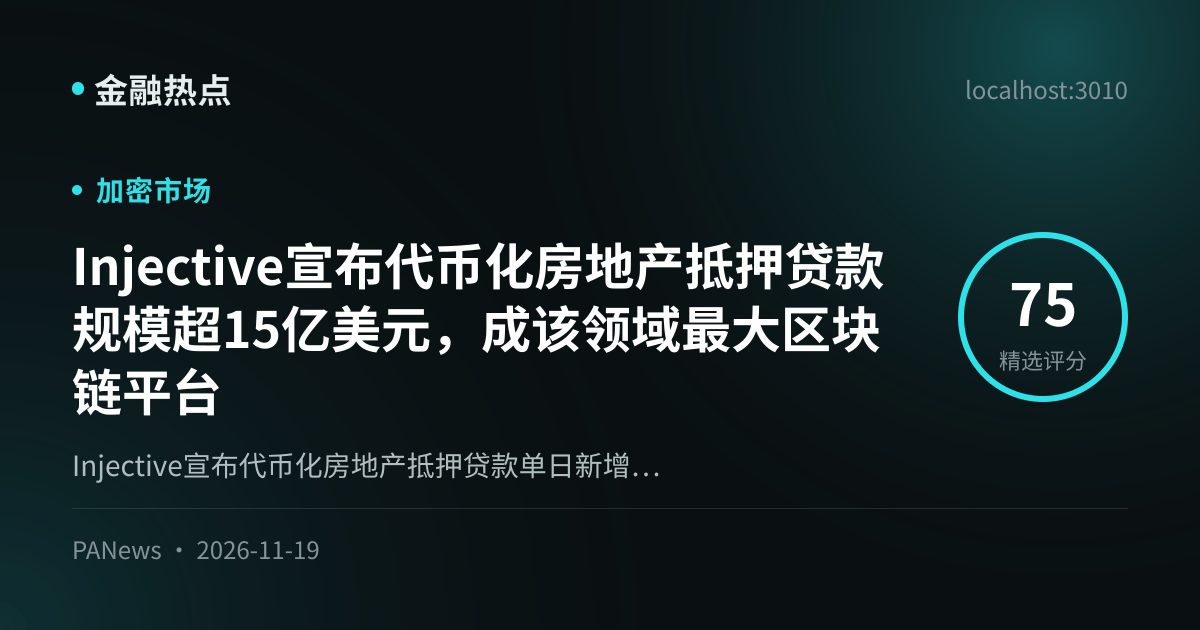 金融热点
localhost:3010
加密市场
Injective宣布代币化房地产抵押贷款
规模超15亿美元，成该领域最大区块
链平台
75
精选评分
Injective宣布代币化房地产抵押贷款单日新增…
PANews • 2026-11-19